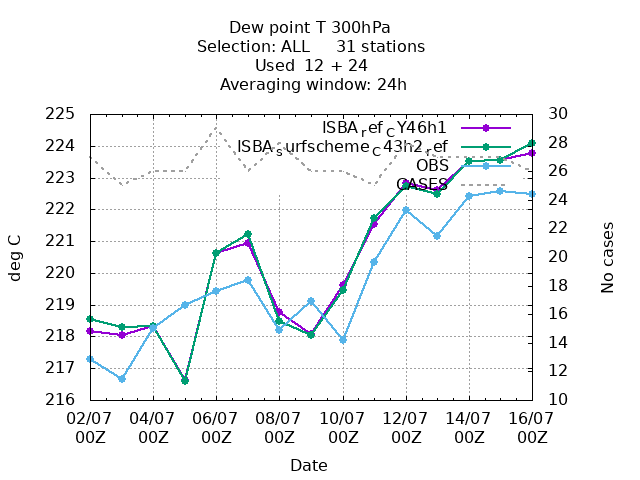 Dew point T 300hPa
Selection: ALL     31 stations
Used  12 + 24
Averaging window: 24h
225 30
ISBA_ref_CY46h1
224 28
ISBA_surfscheme_C43h2_ref
OBS
223 26
CASES
222 24
221 22
220 20
219 18
218 16
217 14
216 12
10
deg C
No cases
02/07 04/07 06/07 08/07 10/07 12/07 14/07 16/07
00Z 00Z 00Z 00Z 00Z 00Z 00Z 00Z
Date